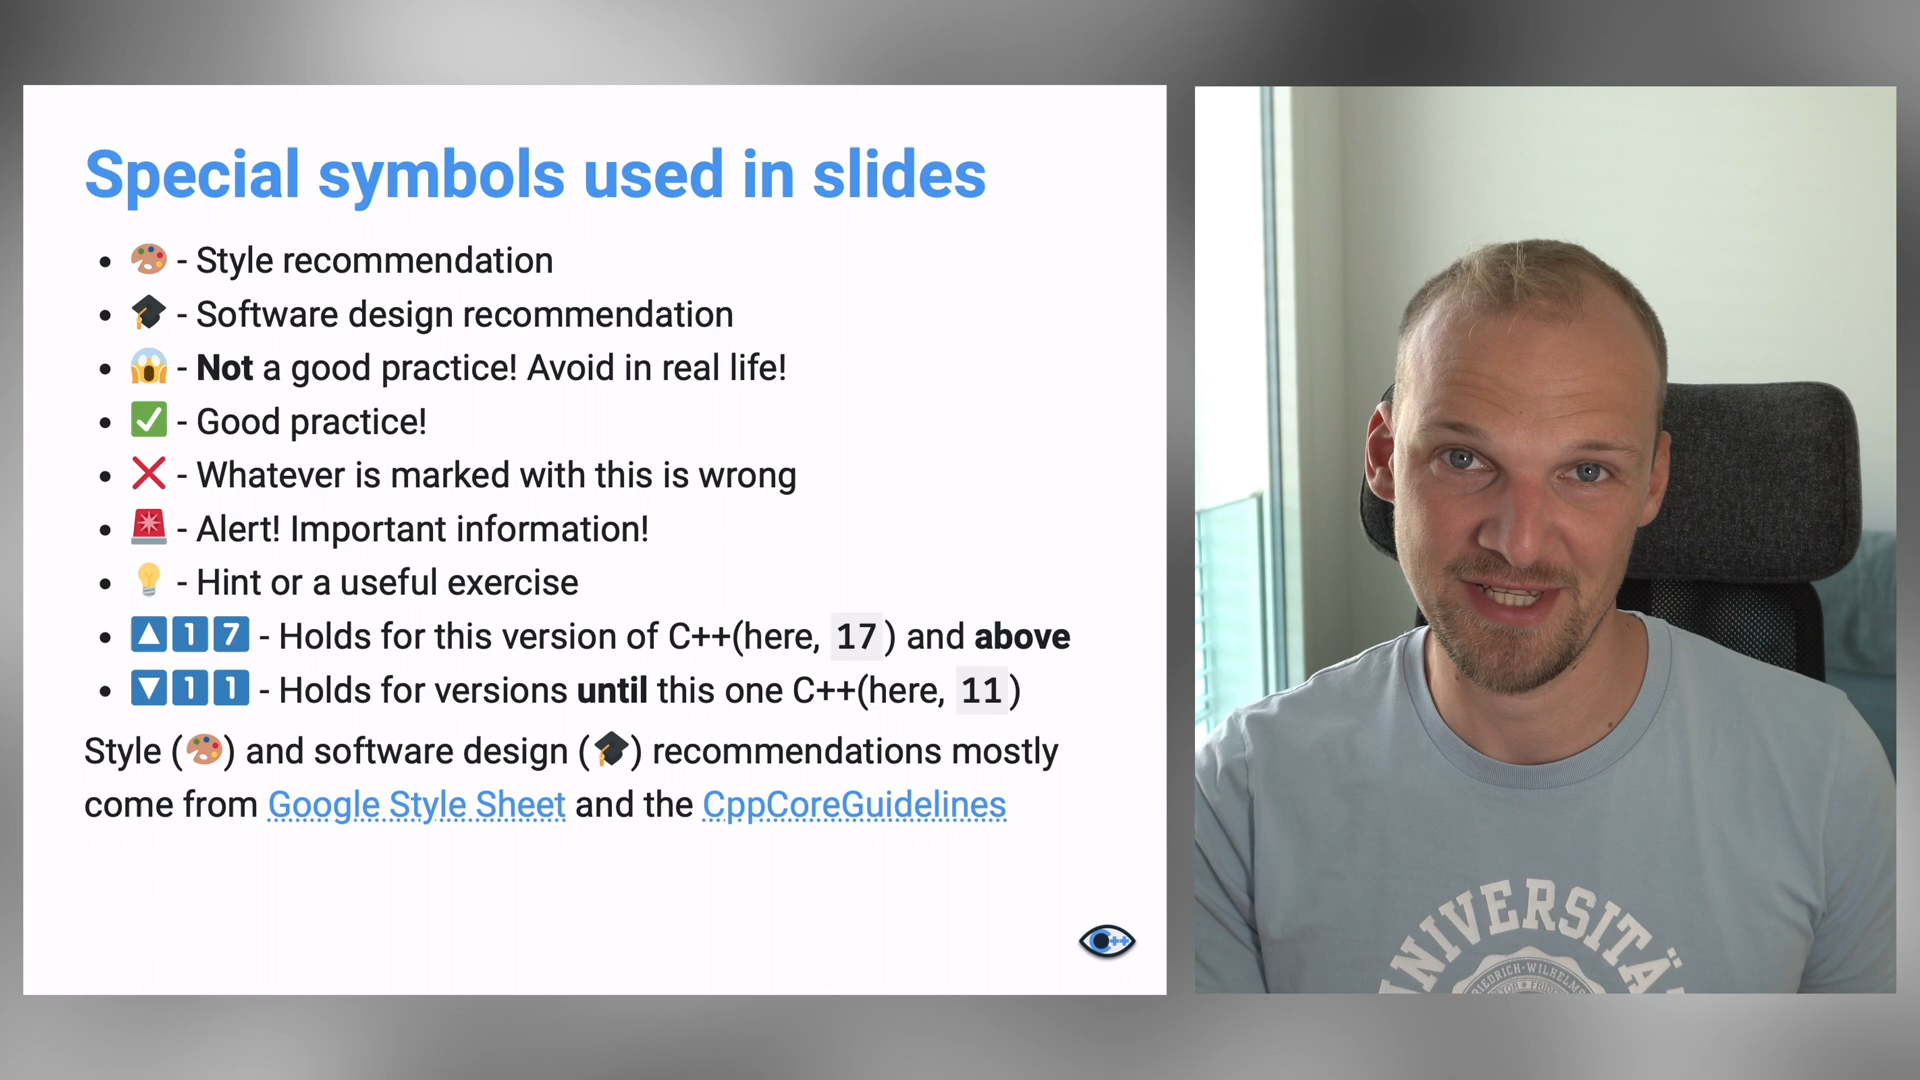 Special symbols used in slides
• 🎨 - Style recommendation
• 🎓 - Software design recommendation
• 😱 - Not a good practice! Avoid in real life!
• ✅ - Good practice!
• ❌ - Whatever is marked with this is wrong
• 🚨 - Alert! Important information!
• 💡 - Hint or a useful exercise
• 🔼1️⃣7️⃣ - Holds for this version of C++(here, 17) and above
• 🔽1️⃣1️⃣ - Holds for versions until this one C++(here, 11)
Style (🎨) and software design (🎓) recommendations mostly
come from Google Style Sheet and the CppCoreGuidelines
C++